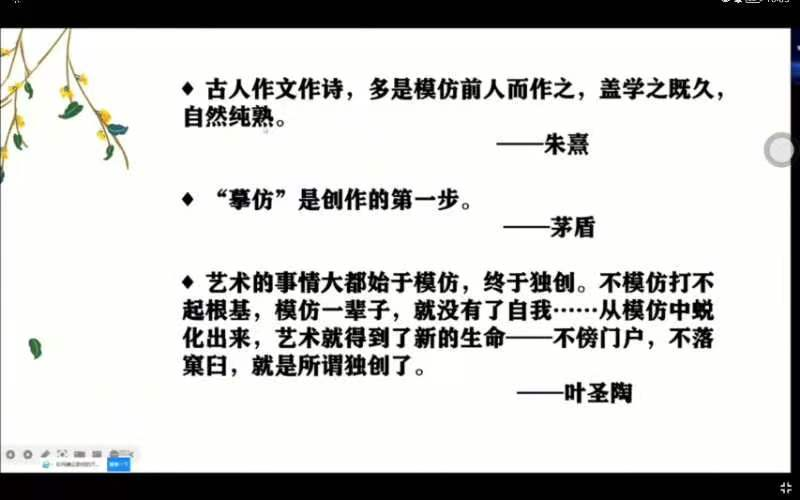 ♦ 古人作文作诗，多是模仿前人而作之，盖学之既久，
自然纯熟。
——朱熹
♦ “摹仿”是创作的第一步。
——茅盾
♦ 艺术的事情大都始于模仿，终于独创。不模仿打不
起根基，模仿一辈子，就没有了自我……从模仿中蜕
化出来，艺术就得到了新的生命——不傍门户，不落
窠臼，就是所谓独创了。
——叶圣陶